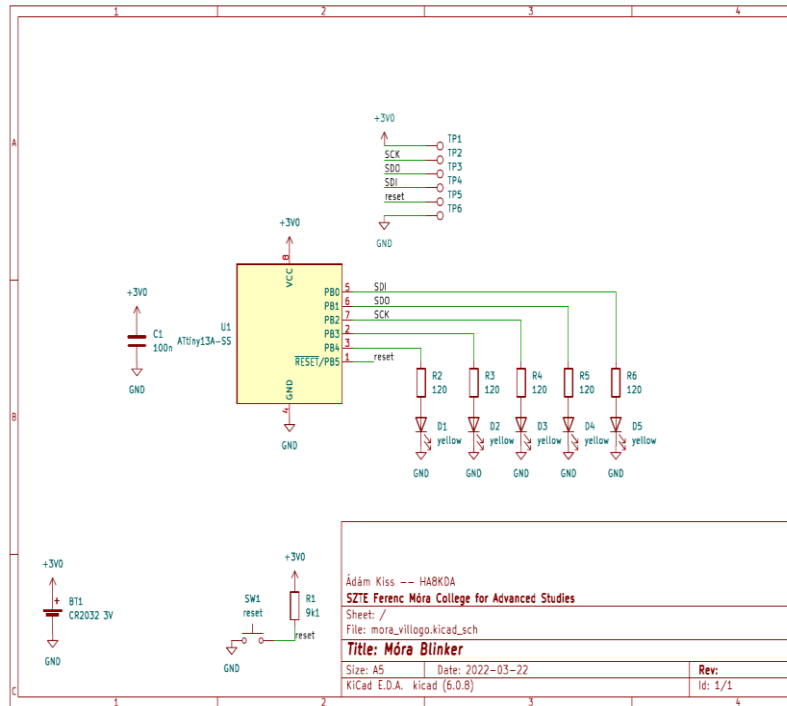 1 2 3 4
A
+3V0
TP1
SCK TP2
SDO TP3
SDI TP4
reset TP5
TP6
GND
+3V0
8
VCC
+3V0
C1
100n
GND
U1
ATtiny13A-SS
PB0 5 SDI
PB1 6 SDO
PB2 7 SCK
PB3 2
PB4 3
RESET/PB5 1 reset
GND
4
GND
R2 R3 R4 R5 R6
120 120 120 120 120
B
D1 D2 D3 D4 D5
yellow yellow yellow yellow yellow
GND GND GND GND GND
+3V0
+
BT1
CR2032 3V
GND
+3V0
SW1
reset
R1
9k1
reset
GND
Ádám Kiss -- HA8KDA
SZTE Ferenc Móra College for Advanced Studies
Sheet: /
File: mora_villogo.kicad_sch
Title: Móra Blinker
Size: A5 Date: 2022-03-22 Rev:
KiCad E.D.A. kicad (6.0.8) Id: 1/1
C
1 2 3 4